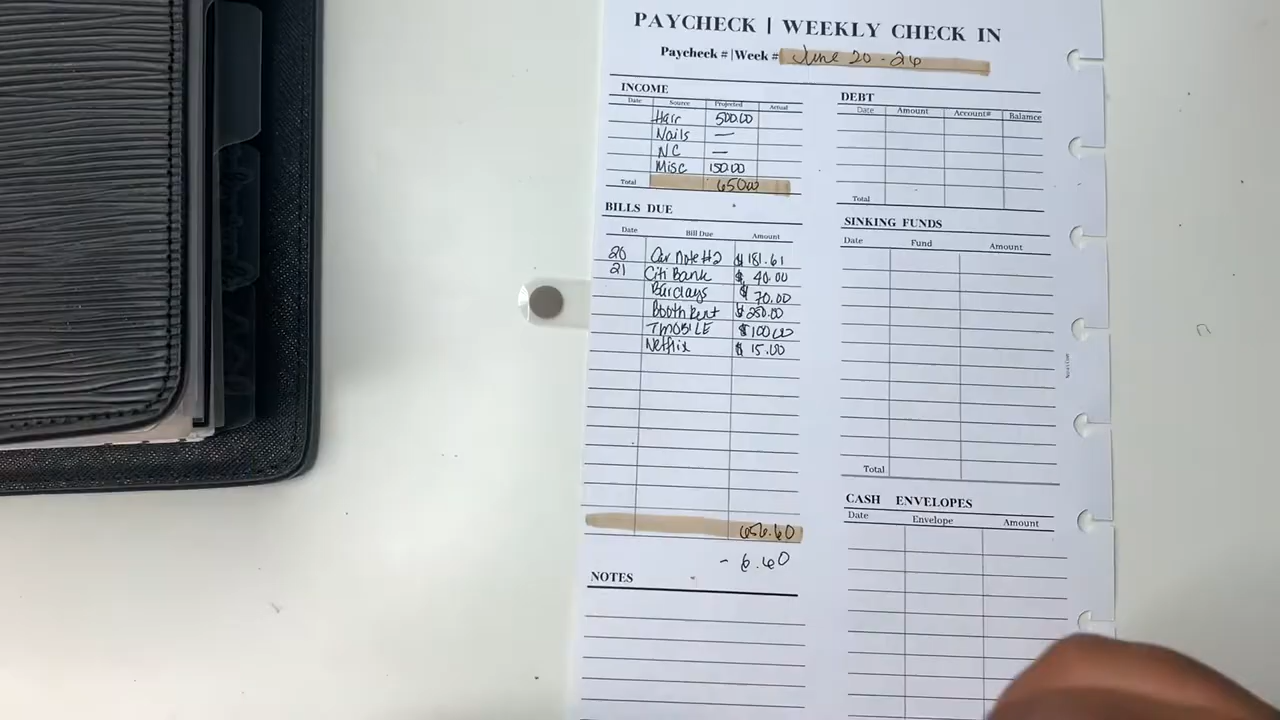 PAYCHECK | WEEKLY CHECK IN
Paycheck # |Week # June 20 - 26
INCOME
Date Source Projected Actual
Hair 500.00
Nails —
NC —
Misc 150.00
Total 650.00
BILLS DUE
Date Bill Due Amount
20 Car Note #2 $181.61
21 Citi Bank $ 40.00
Barclays $ 70.00
Booth Rent $250.00
TMOBILE $100.00
Netflix $ 15.00
656.60
- 6.60
NOTES
DEBT
Date Amount Account# Balance
Total
SINKING FUNDS
Date Fund Amount
Total
CASH ENVELOPES
Date Envelope Amount